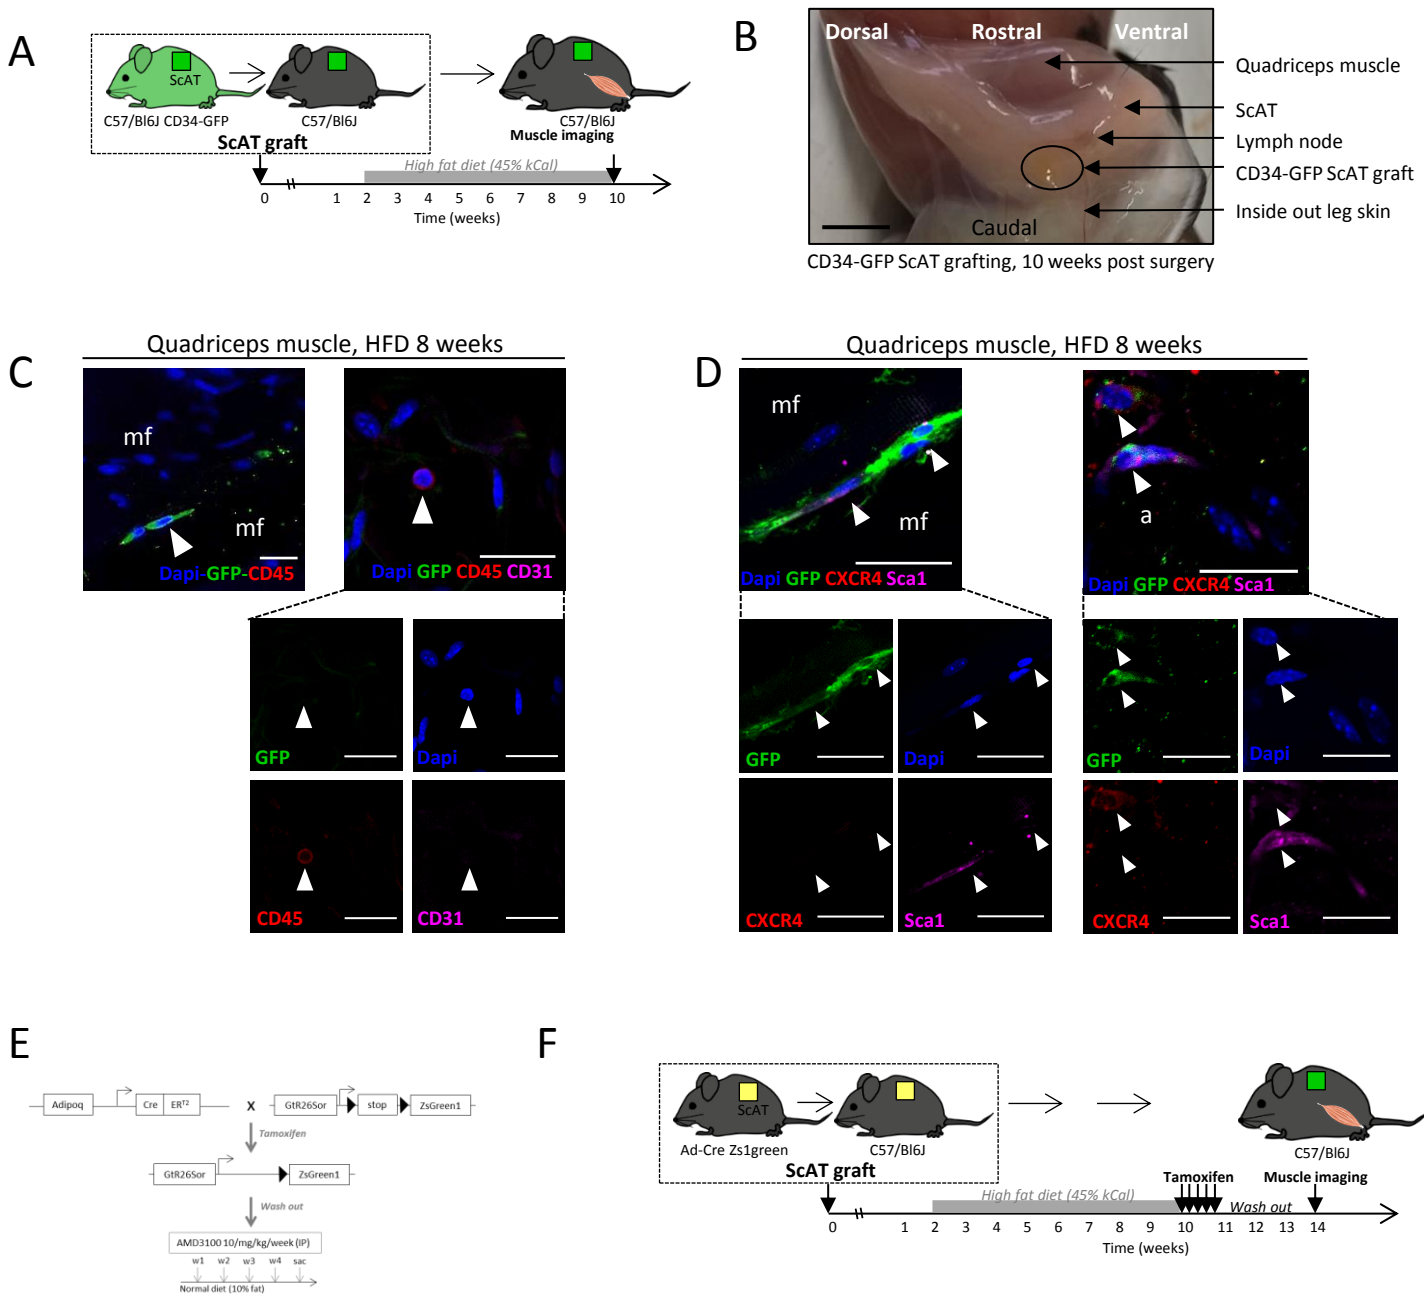 A
ScAT
C57/Bl6J CD34-GFP
C57/Bl6J
ScAT graft
C57/Bl6J
Muscle imaging
High fat diet (45% kCal)
0 1 2 3 4 5 6 7 8 9 10
Time (weeks)
B
Dorsal Rostral Ventral
Caudal
Quadriceps muscle
ScAT
Lymph node
CD34-GFP ScAT graft
Inside out leg skin
CD34-GFP ScAT grafting, 10 weeks post surgery
C
Quadriceps muscle, HFD 8 weeks
mf
mf
Dapi-GFP-CD45
Dapi GFP CD45 CD31
GFP
Dapi
CD45
CD31
D
Quadriceps muscle, HFD 8 weeks
mf
mf
Dapi GFP CXCR4 Sca1
a
Dapi GFP CXCR4 Sca1
GFP
Dapi
CXCR4
Sca1
GFP
Dapi
CXCR4
Sca1
E
Adipoq Cre ERT2 X GtR26Sor stop ZsGreen1
Tamoxifen
GtR26Sor ZsGreen1
Wash out
AMD3100 10/mg/kg/week (IP)
w1 w2 w3 w4 sac
Normal diet (10% fat)
F
ScAT
Ad-Cre Zs1green
C57/Bl6J
ScAT graft
C57/Bl6J
Tamoxifen
Muscle imaging
High fat diet (45% kCal)
Wash out
0 1 2 3 4 5 6 7 8 9 10 11 12 13 14
Time (weeks)